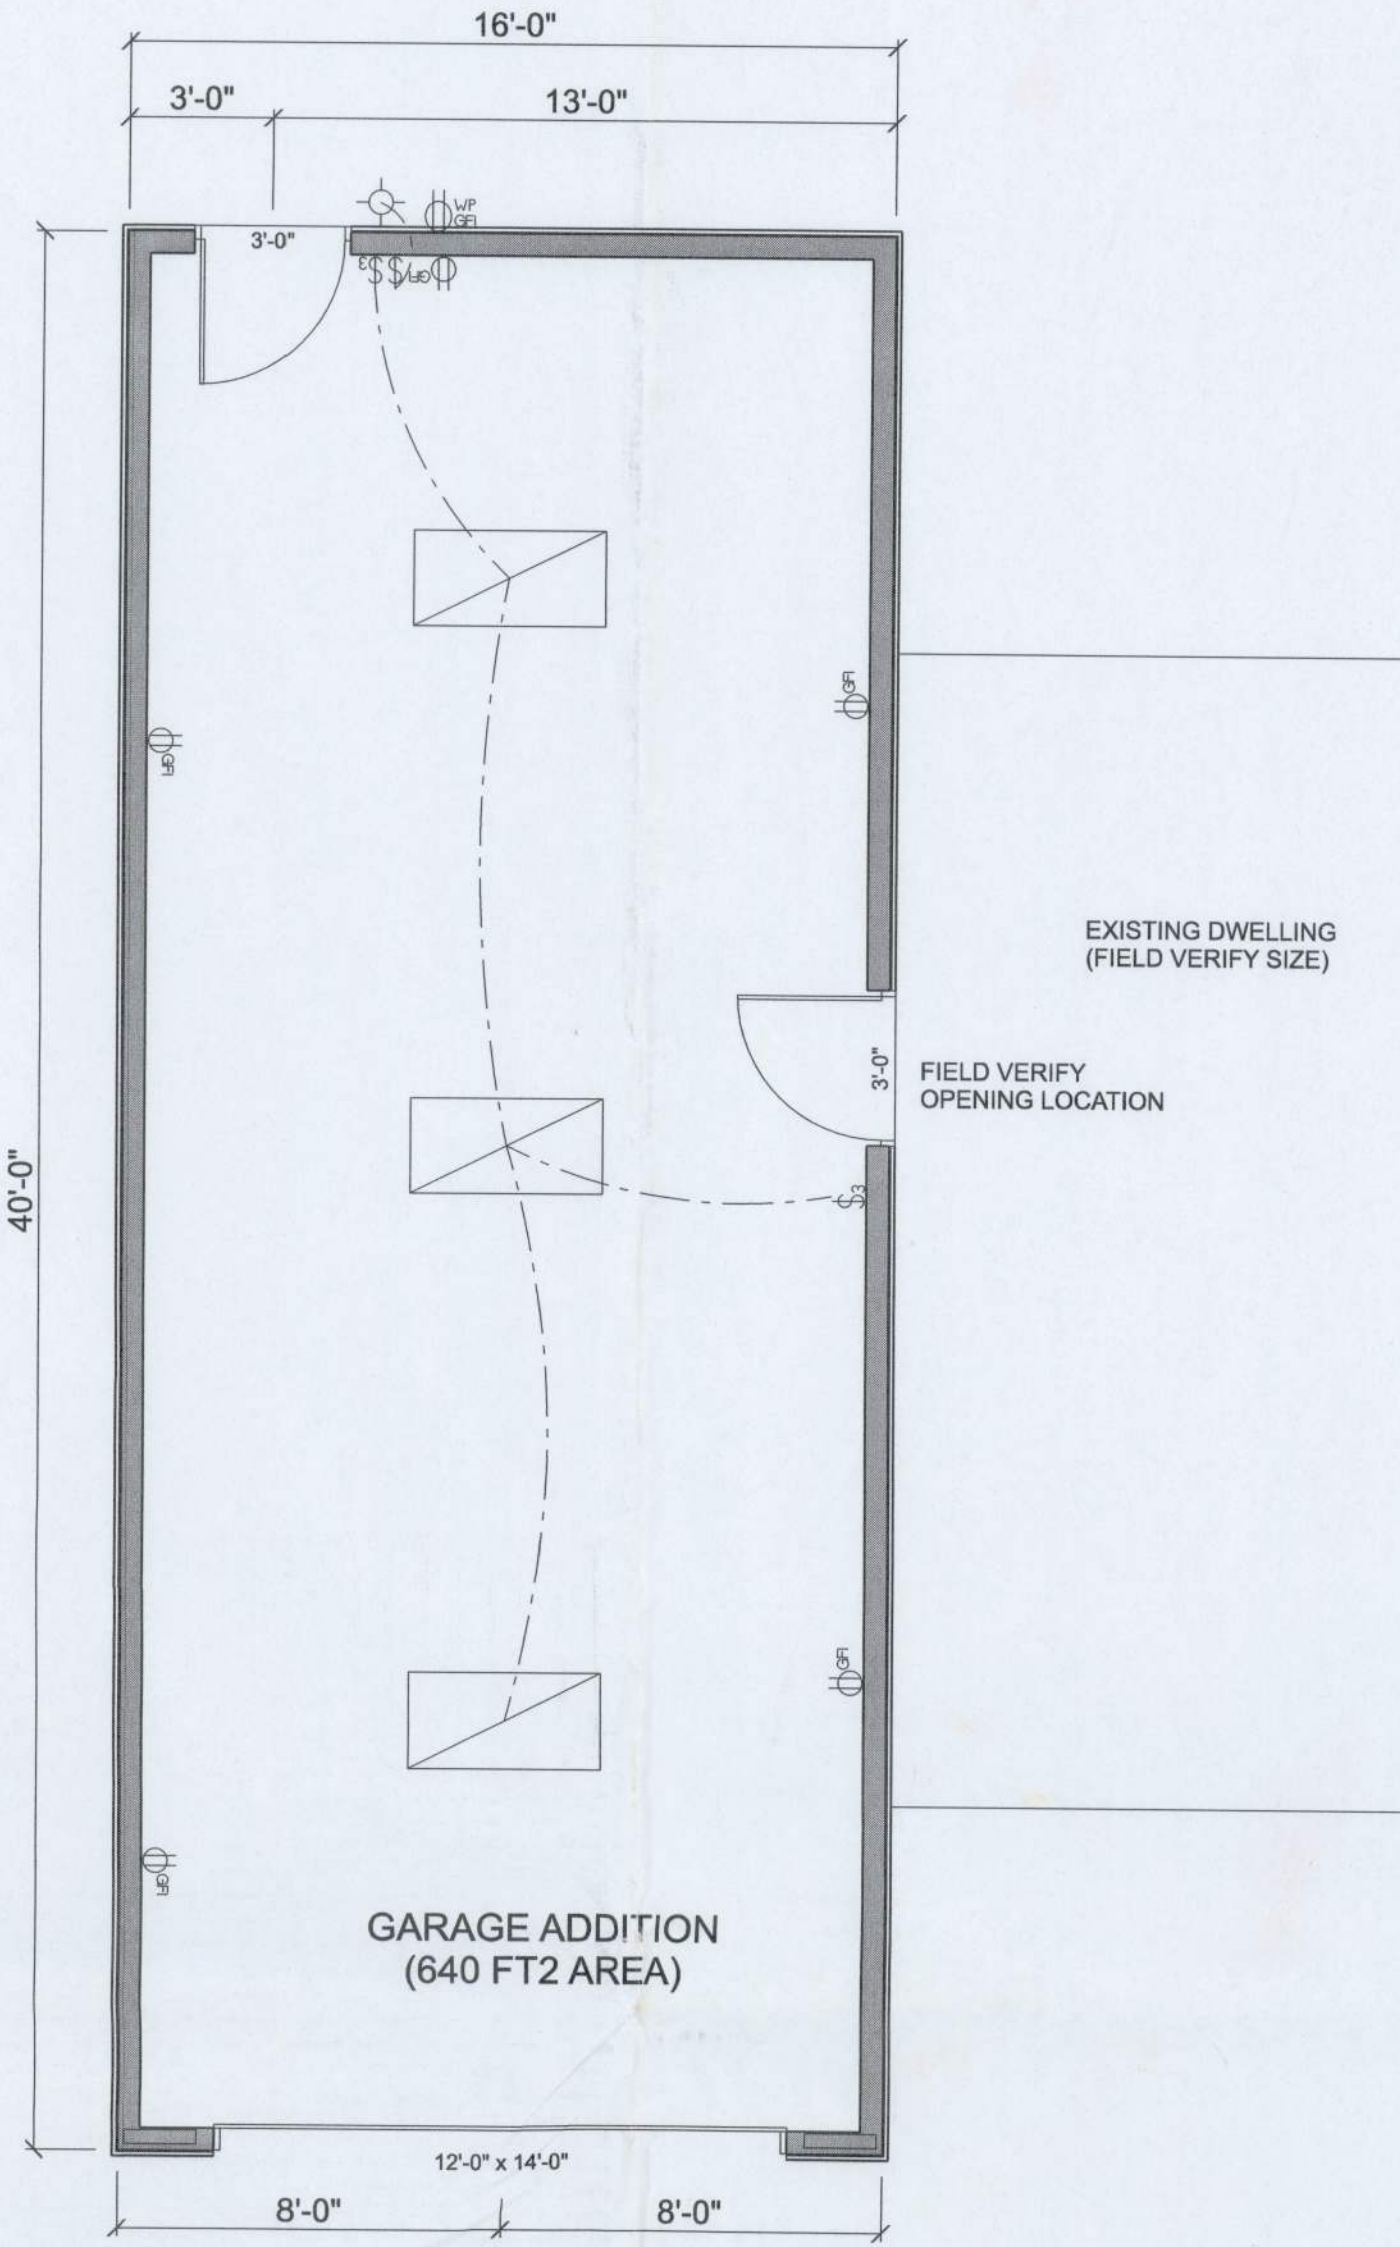 16'-0"
3'-0"
13'-0"
WP
GFI
3'-0"
$3
$
GFI
GFI
GFI
EXISTING DWELLING
(FIELD VERIFY SIZE)
3'-0"
FIELD VERIFY
OPENING LOCATION
40'-0"
$3
GFI
GFI
GARAGE ADDITION
(640 FT2 AREA)
12'-0" x 14'-0"
8'-0"
8'-0"